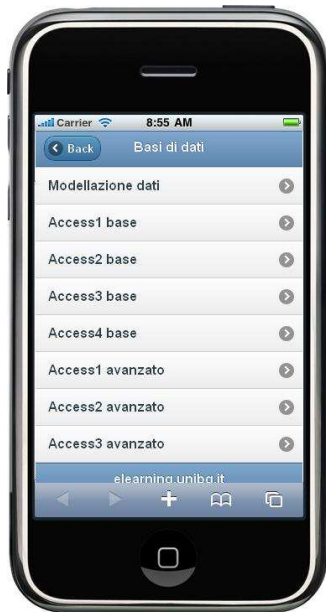 Carrier 8:55 AM
Back Basi di dati
Modellazione dati
Access1 base
Access2 base
Access3 base
Access4 base
Access1 avanzato
Access2 avanzato
Access3 avanzato
elearning.unibg.it